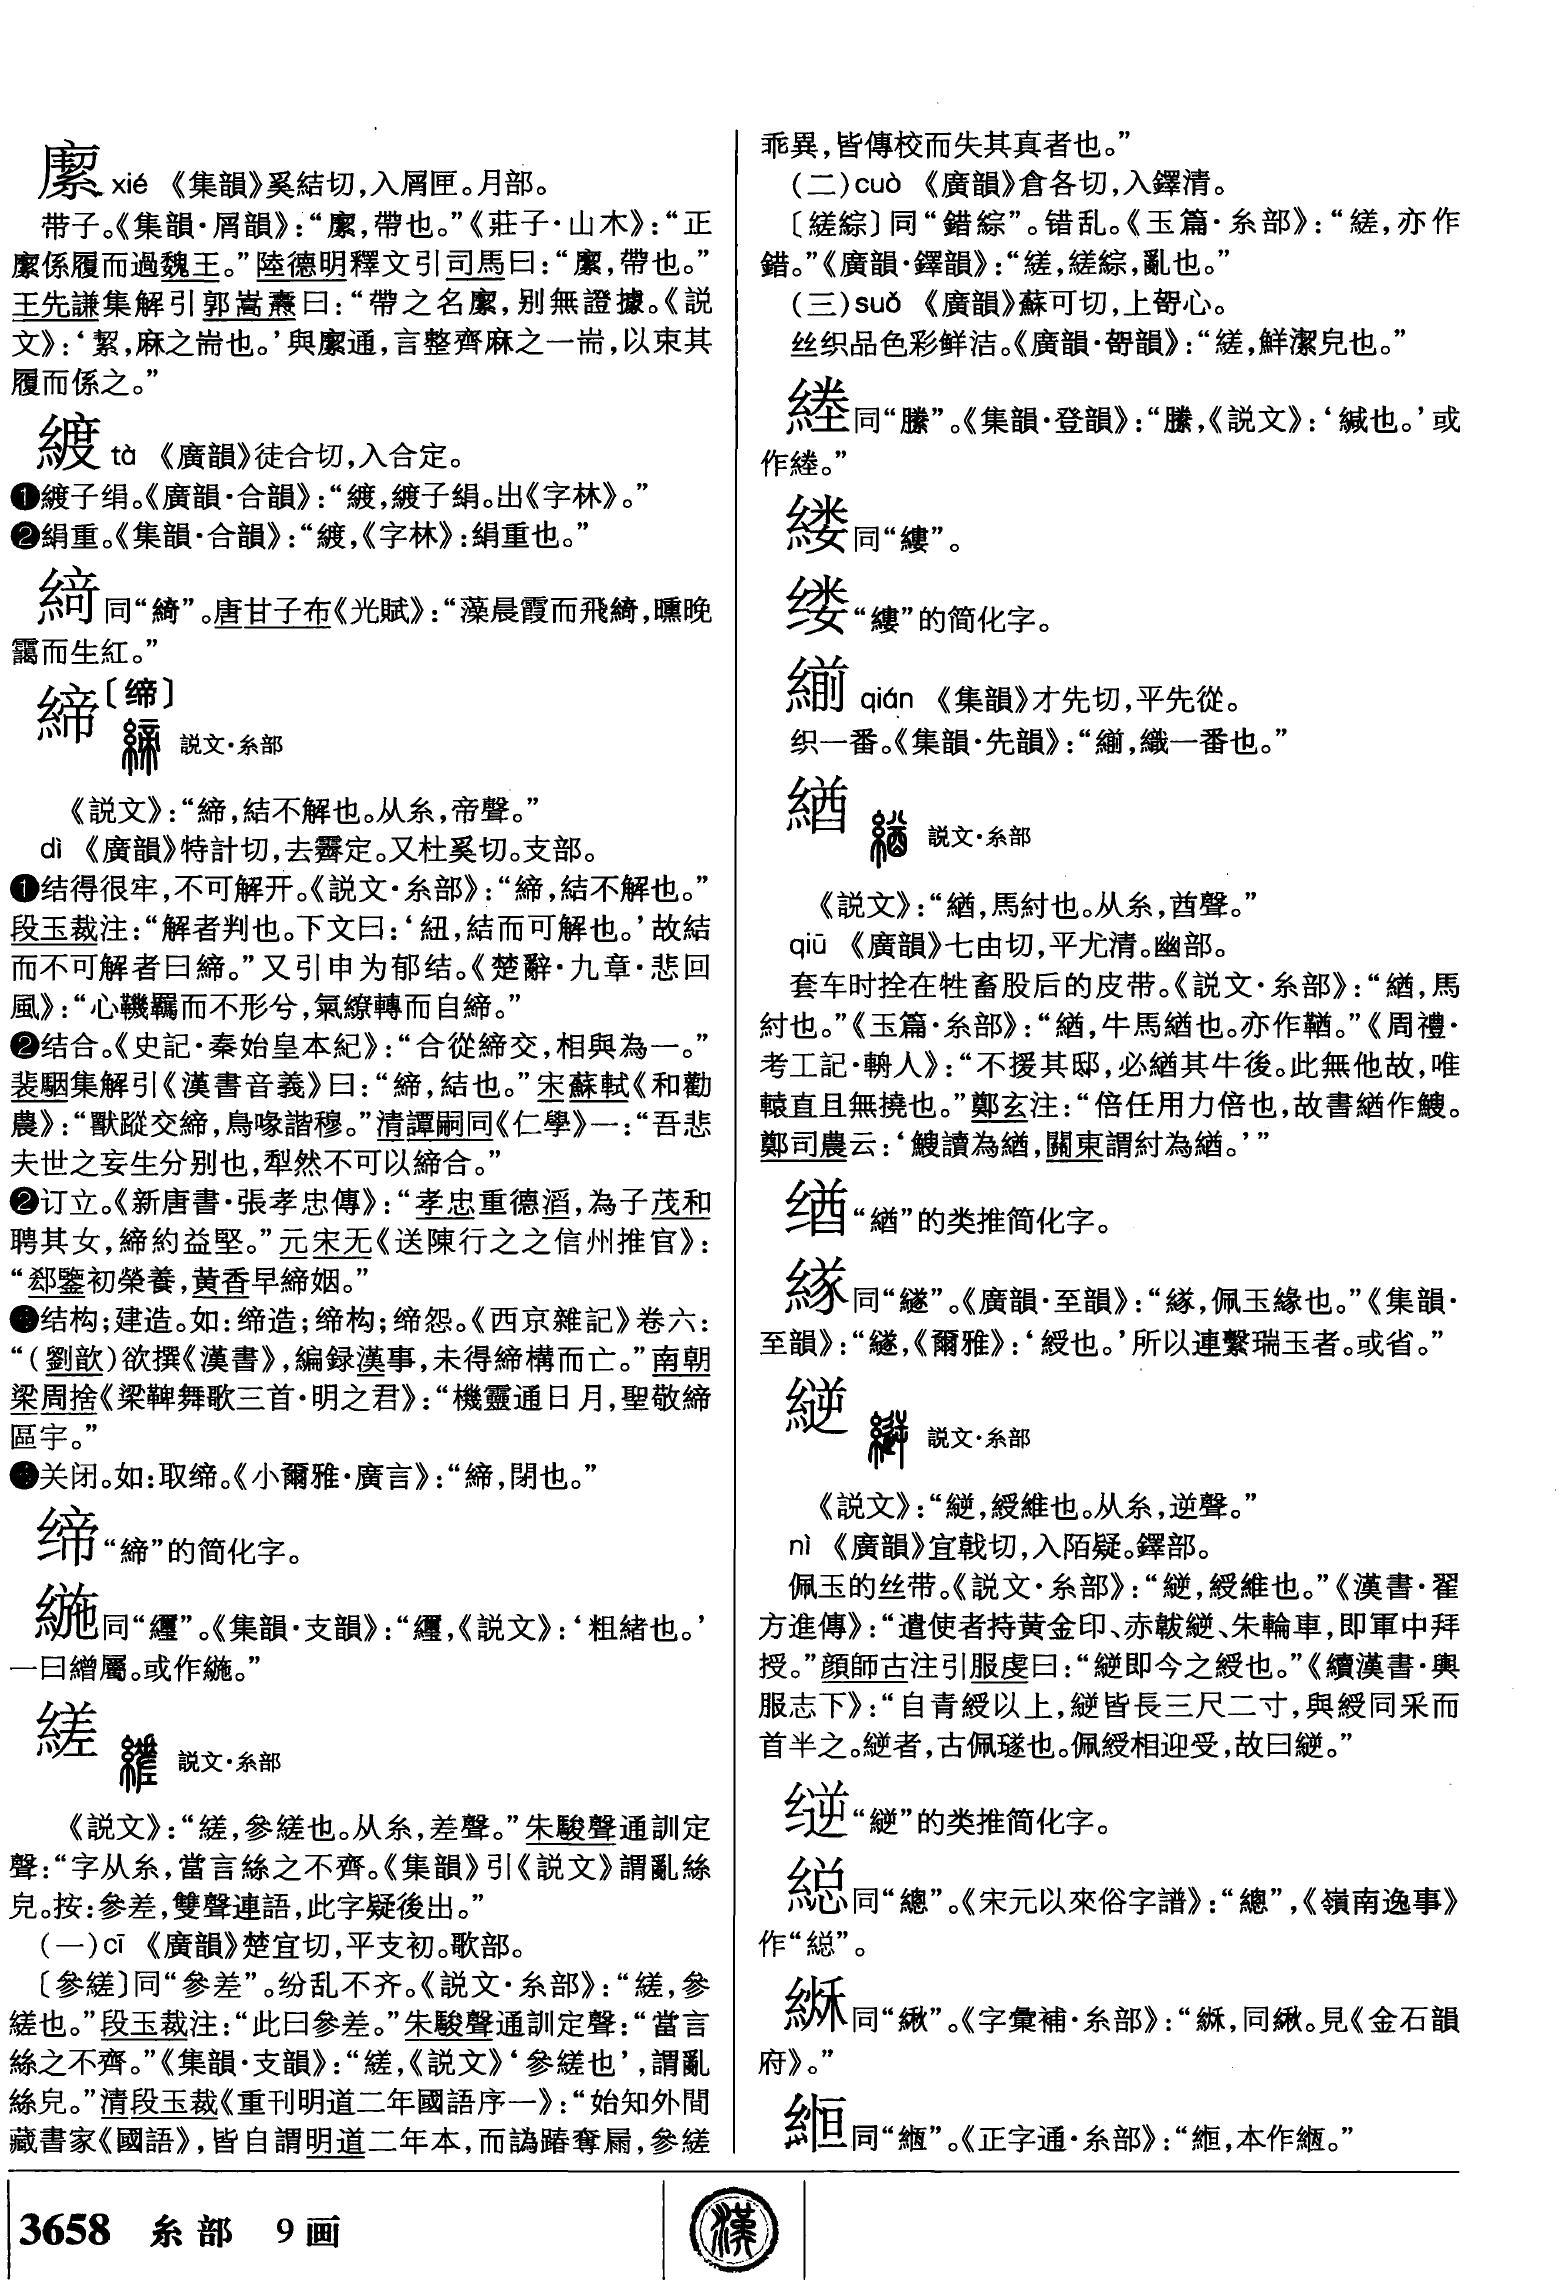 縻 xié 《集韻》奚結切，入屑匣。月部。
带子。《集韻·屑韻》：“，帶也。”《莊子·山木》：“正
係履而過魏王。”陸德明釋文引司馬曰：“，帶也。”
王先謙集解引郭嵩燾曰：“帶之名，别無證據。《説
文》：‘絜，麻之耑也。’與通，言整齊麻之一耑，以束其
履而係之。”
tà 《廣韻》徒合切，入合定。
❶子绢。《廣韻·合韻》：“，子絹。出《字林》。”
❷絹重。《集韻·合韻》：“，《字林》：絹重也。”
同“綺”。唐甘子布《光賦》：“藻晨霞而飛，曛晚
靄而生紅。”
締〔缔〕
説文·糸部
《説文》：“締，結不解也。从糸，帝聲。”
dì 《廣韻》特計切，去霽定。又杜奚切。支部。
❶结得很牢，不可解开。《説文·糸部》：“締，結不解也。”
段玉裁注：“解者判也。下文曰：‘紐，結而可解也。’故結
而不可解者曰締。”又引申为郁结。《楚辭·九章·悲回
風》：“心鞿羈而不形兮，氣繚轉而自締。”
❷结合。《史記·秦始皇本紀》：“合從締交，相與為一。”
裴駰集解引《漢書音義》曰：“締，結也。”宋蘇軾《和勸
農》：“獸蹤交締，鳥喙諧穆。”清譚嗣同《仁學》一：“吾悲
夫世之妄生分别也，犁然不可以締合。”
❷订立。《新唐書·張孝忠傳》：“孝忠重德滔，為子茂和
聘其女，締約益堅。”元宋无《送陳行之之信州推官》：
“郄鑒初榮養，黄香早締姻。”
结构；建造。如：缔造；缔构；缔怨。《西京雜記》卷六：
“（劉歆）欲撰《漢書》，編録漢事，未得締構而亡。”南朝
梁周捨《梁鞞舞歌三首·明之君》：“機靈通日月，聖敬締
區宇。”
关闭。如：取缔。《小爾雅·廣言》：“締，閉也。”
缔“締”的简化字。
同“纚”。《集韻·支韻》：“，《説文》：‘粗緒也。’
一曰繒屬。或作。”
縒
説文·糸部
《説文》：“縒，參縒也。从糸，差聲。”朱駿聲通訓定
聲：“字从糸，當言絲之不齊。《集韻》引《説文》謂亂絲
皃。按：參差，雙聲連語，此字疑後出。”
（一）cī 《廣韻》楚宜切，平支初。歌部。
〔參縒〕同“參差”。纷乱不齐。《説文·糸部》：“縒，參
縒也。”段玉裁注：“此曰參差。”朱駿聲通訓定聲：“當言
絲之不齊。”《集韻·支韻》：“縒，《説文》‘參縒也’，謂亂
絲皃。”清段玉裁《重刊明道二年國語序一》：“始知外間
藏書家《國語》，皆自謂明道二年本，而譌踳奪屚，參縒
乖異，皆傳校而失其真者也。”
（二）cuò 《廣韻》倉各切，入鐸清。
〔縒綜〕同“錯綜”。错乱。《玉篇·糸部》：“縒，亦作
錯。”《廣韻·鐸韻》：“縒，縒綜，亂也。”
（三）suǒ 《廣韻》蘇可切，上哿心。
丝织品色彩鲜洁。《廣韻·哿韻》：“縒，鮮潔皃也。”
同“縢”。《集韻·登韻》：“縢，《説文》：‘緘也。’或
作。”
同“縷”。
缕“縷”的简化字。
qián 《集韻》才先切，平先從。
织一番。《集韻·先韻》：“，織一番也。”
緧
説文·糸部
《説文》：“緧，馬紂也。从糸，酋聲。”
qiū 《廣韻》七由切，平尤清。幽部。
套车时拴在牲畜股后的皮带。《説文·糸部》：“緧，馬
紂也。”《玉篇·糸部》：“緧，牛馬緧也。亦作鞧。”《周禮·
考工記·輈人》：“不援其邸，必緧其牛後。此無他故，唯
轅直且無撓也。”鄭玄注：“倍任用力倍也，故書緧作䲡。
鄭司農云：‘䲡讀為緧，關東謂紂為緧。’”
“緧”的类推简化字。
同“繸”。《廣韻·至韻》：“，佩玉緣也。”《集韻·
至韻》：“繸，《爾雅》：‘綬也。’所以連繫瑞玉者。或省。”
縌
説文·糸部
《説文》：“縌，綬維也。从糸，逆聲。”
nì 《廣韻》宜戟切，入陌疑。鐸部。
佩玉的丝带。《説文·糸部》：“縌，綬維也。”《漢書·翟
方進傳》：“遣使者持黄金印、赤韍縌、朱輪車，即軍中拜
授。”顔師古注引服虔曰：“縌即今之綬也。”《續漢書·輿
服志下》：“自青綬以上，縌皆長三尺二寸，與綬同采而
首半之。縌者，古佩璲也。佩綬相迎受，故曰縌。”
“縌”的类推简化字。
同“總”。《宋元以來俗字譜》：“總”，《嶺南逸事》
作“”。
同“緅”。《字彙補·糸部》：“，同。見《金石韻
府》。”
緪同“”。《正字通·糸部》：“，本作。”
3658 糸部 9画
漢